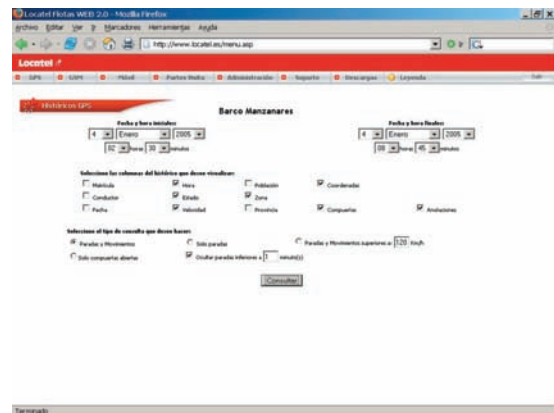 Locatel Flotas WEB 2.0 - Mozilla Firefox
Archivo Editar Ver Ir Marcadores Herramientas Ayuda
http://www.locatel.es/menu.asp
Locatel
GPS GSM Móvil Partes Ruta Administración Soporte Descargas Leyenda Salir
Históricos GPS
Barco Manzanares
Fecha y hora iniciales: Fecha y hora finales:
4 Enero 2005 4 Enero 2005
02 horas 30 minutos 08 horas 45 minutos
Seleccione las columnas del histórico que desea visualizar:
Matrícula Hora Población Coordenadas
Conductor Estado Zona
Fecha Velocidad Provincia Compuertas Anotaciones
Seleccione el tipo de consulta que desea hacer:
Paradas y Movimientos Solo paradas Paradas y Movimientos superiores a: 120 Km/h
Solo compuertas abiertas Ocultar paradas inferiores a 1 minuto(s)
Consultar
Terminado